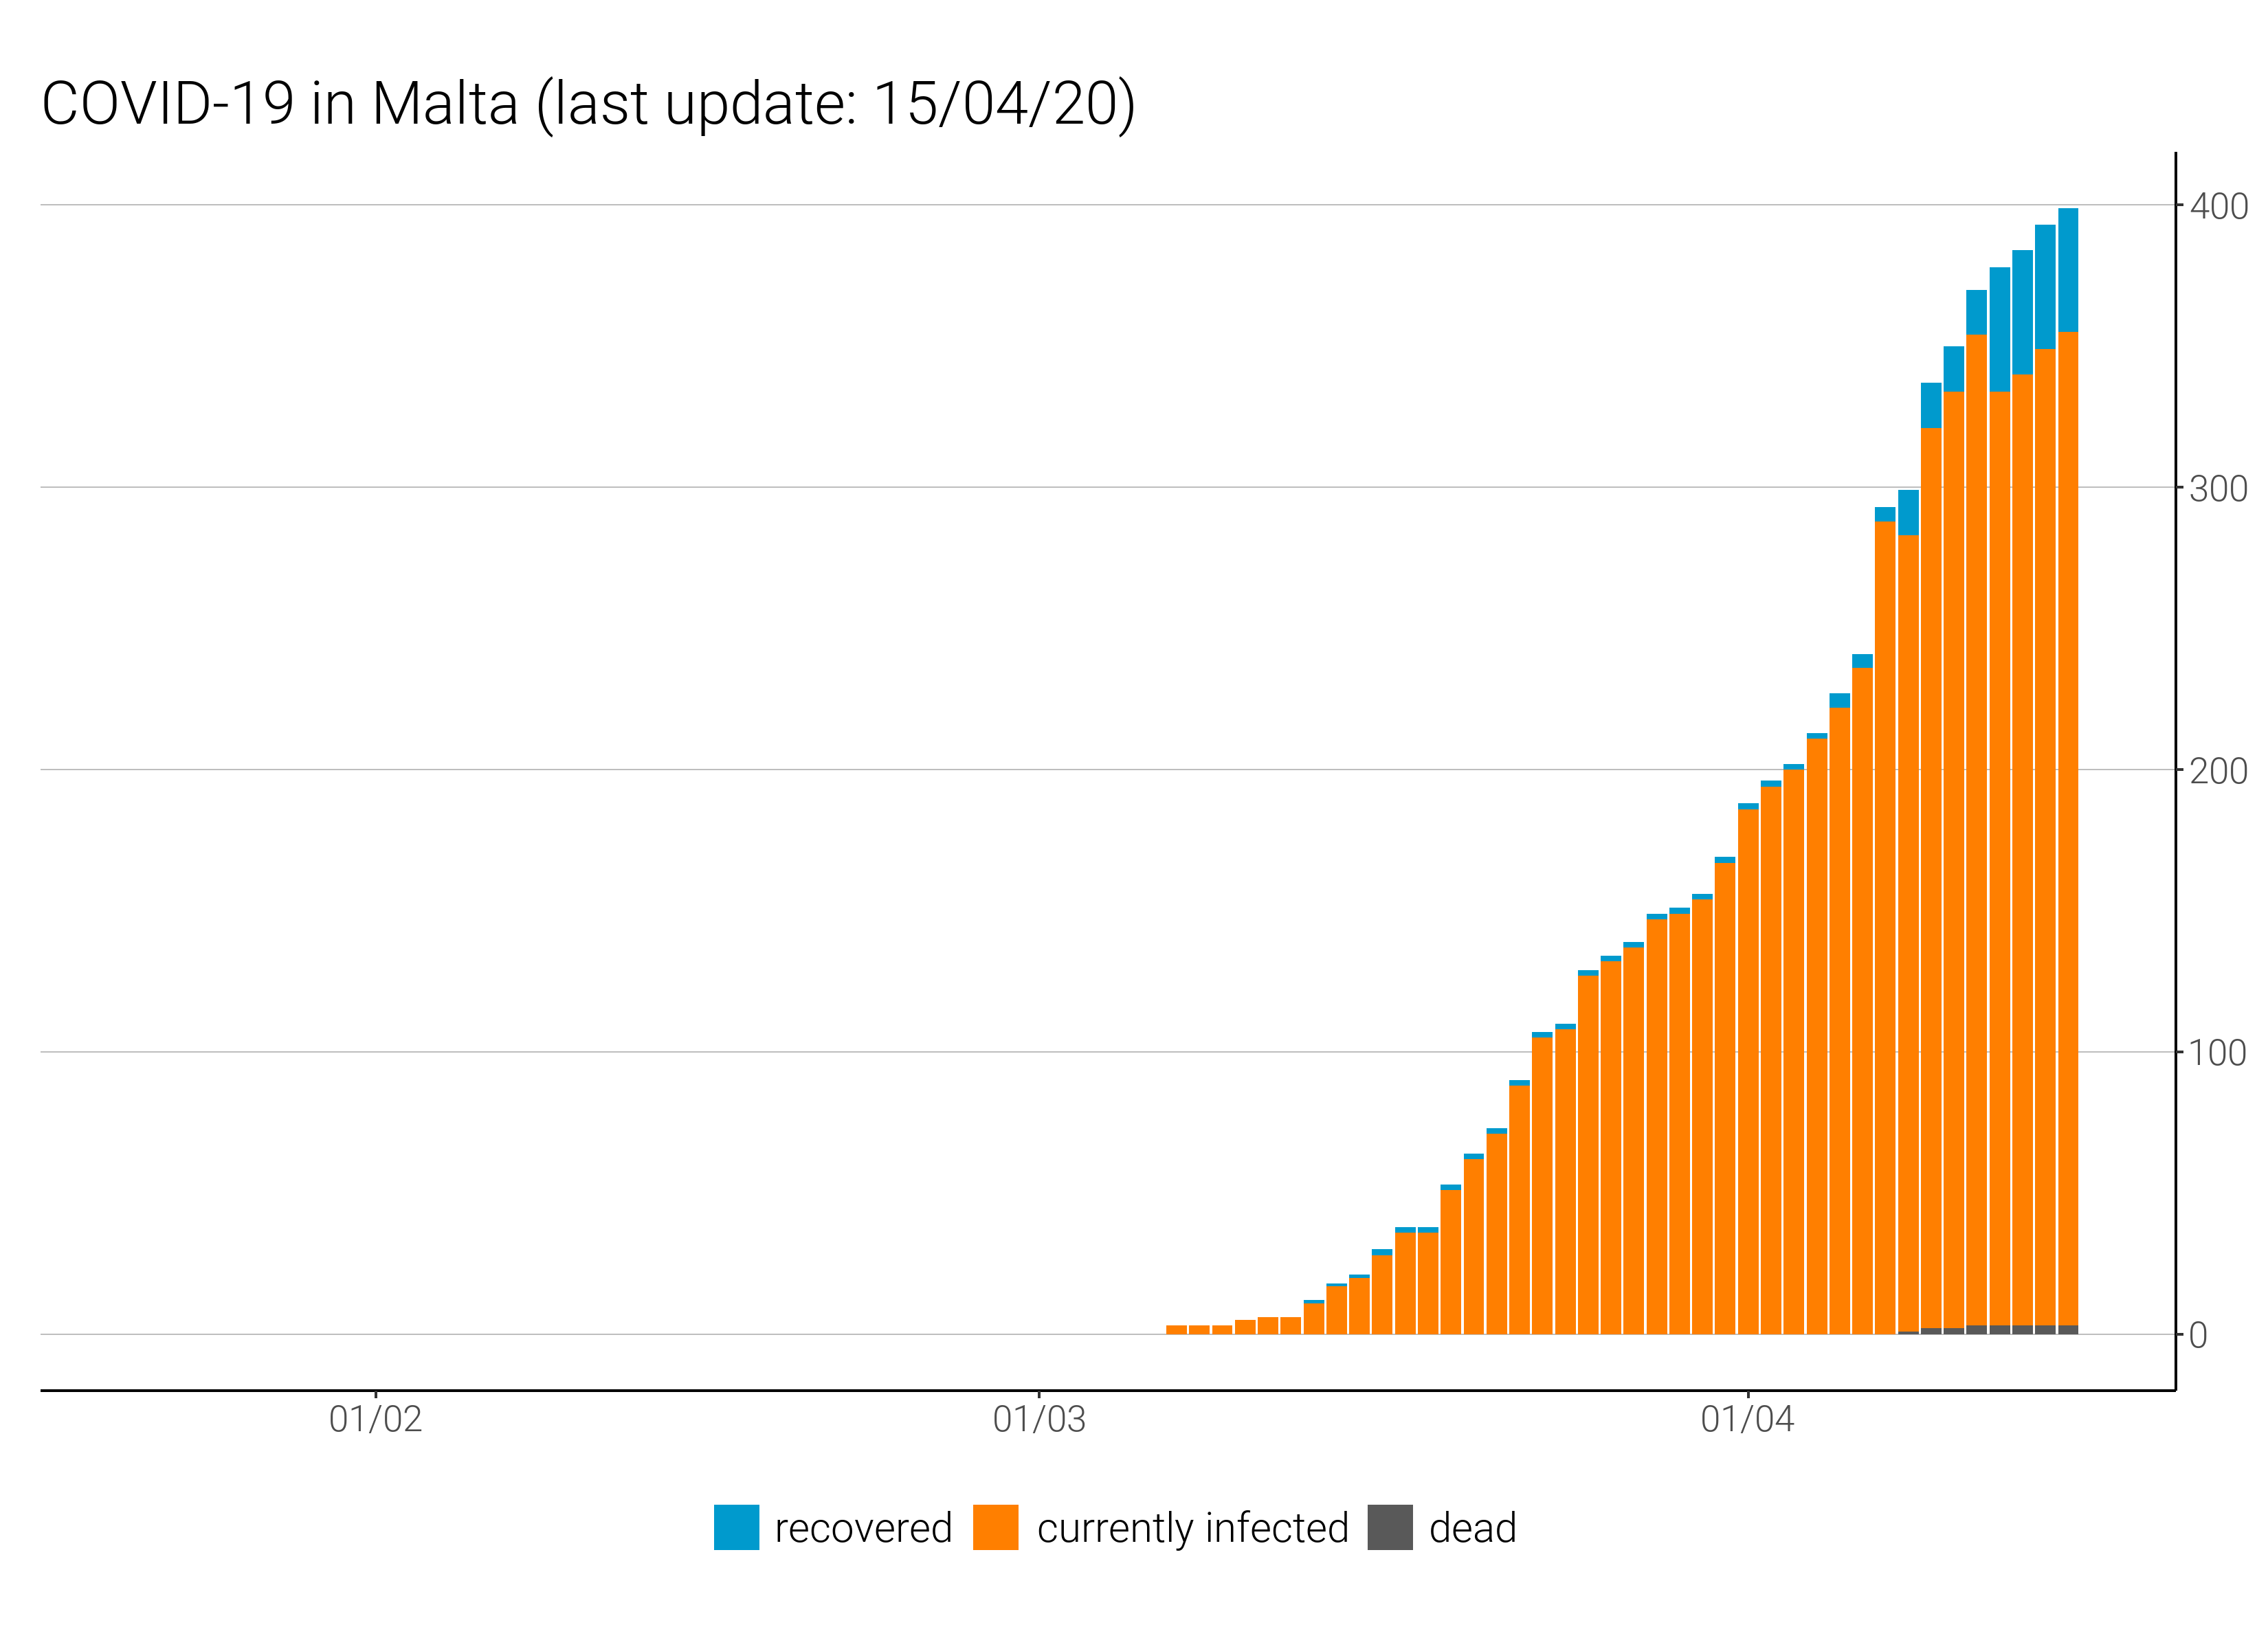 COVID-19 in Malta (last update: 15/04/20)
400
300
200
100
0
01/02 01/03 01/04
recovered currently infected dead